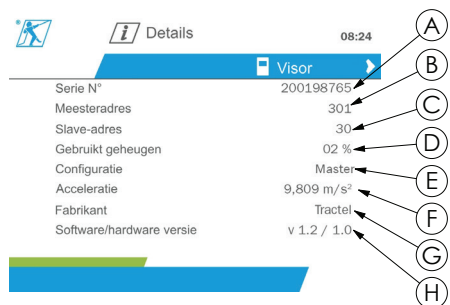 Details
08:24
A
Visor
B
Serie N° 200198765
Meesteradres 301
C
Slave-adres 30
D
Gebruikt geheugen 02 %
Configuratie Master
E
Acceleratie 9,809 m/s²
F
Fabrikant Tractel
G
Software/hardware versie v 1.2 / 1.0
H